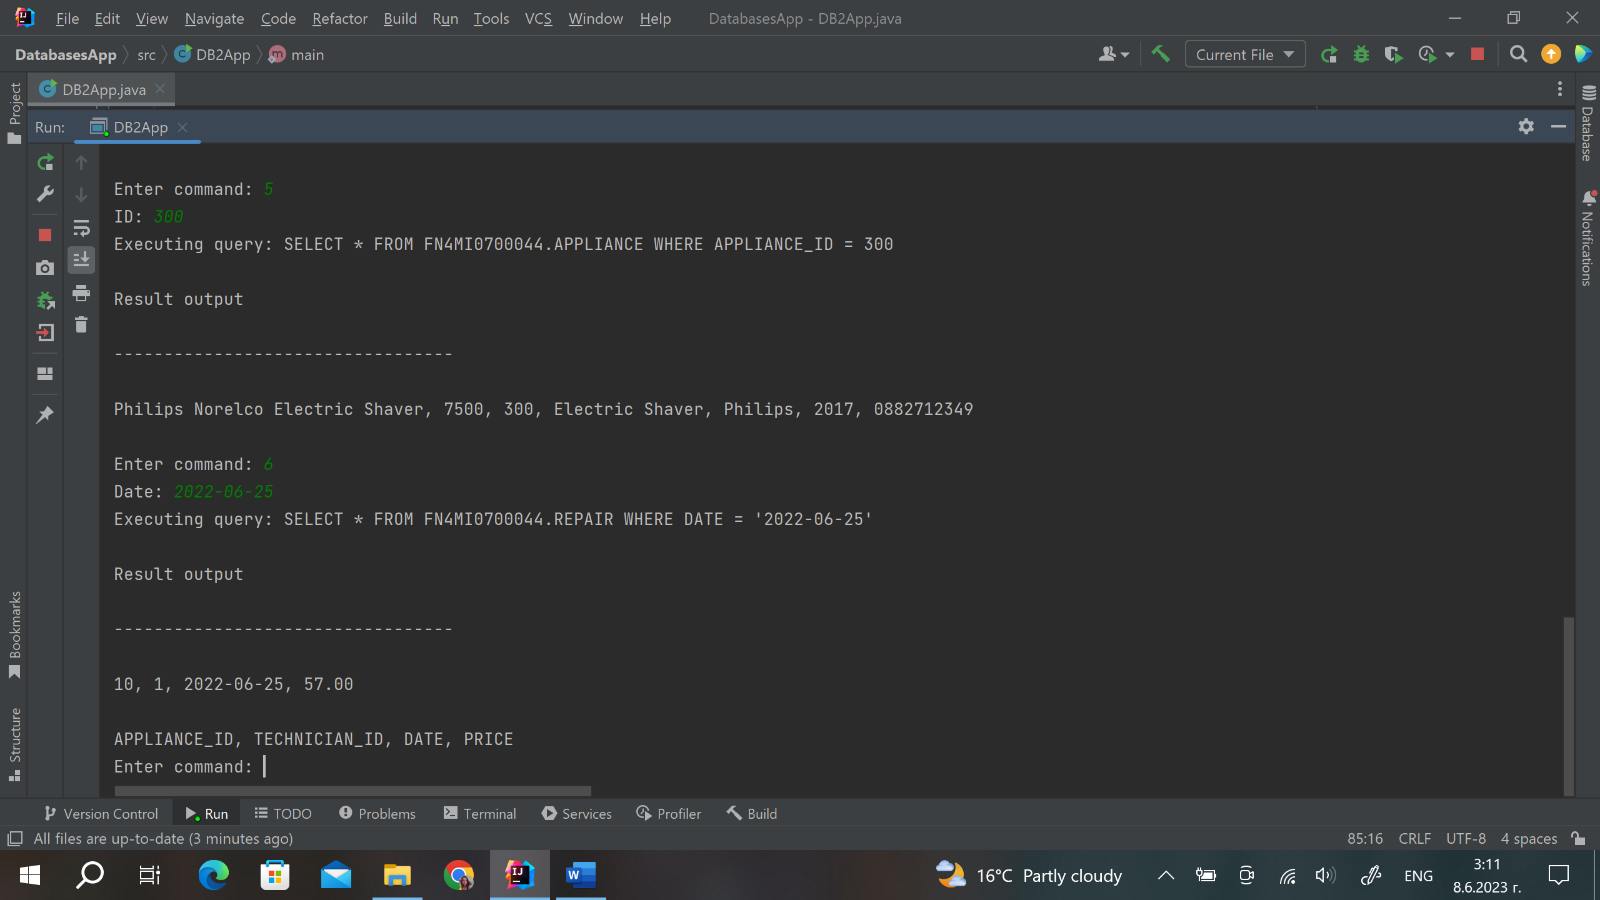 File Edit View Navigate Code Refactor Build Run Tools VCS Window Help DatabasesApp - DB2App.java
DatabasesApp src DB2App main Current File
DB2App.java
Run: DB2App
Project
Database
Notifications
Enter command: 5
ID: 300
Executing query: SELECT * FROM FN4MI0700044.APPLIANCE WHERE APPLIANCE_ID = 300
Result output
----------------------------------
Philips Norelco Electric Shaver, 7500, 300, Electric Shaver, Philips, 2017, 0882712349
Enter command: 6
Date: 2022-06-25
Executing query: SELECT * FROM FN4MI0700044.REPAIR WHERE DATE = '2022-06-25'
Result output
----------------------------------
10, 1, 2022-06-25, 57.00
APPLIANCE_ID, TECHNICIAN_ID, DATE, PRICE
Enter command:
Bookmarks
Structure
Version Control Run TODO Problems Terminal Services Profiler Build
All files are up-to-date (3 minutes ago) 85:16 CRLF UTF-8 4 spaces
16°C Partly cloudy ENG 3:11
8.6.2023 г.